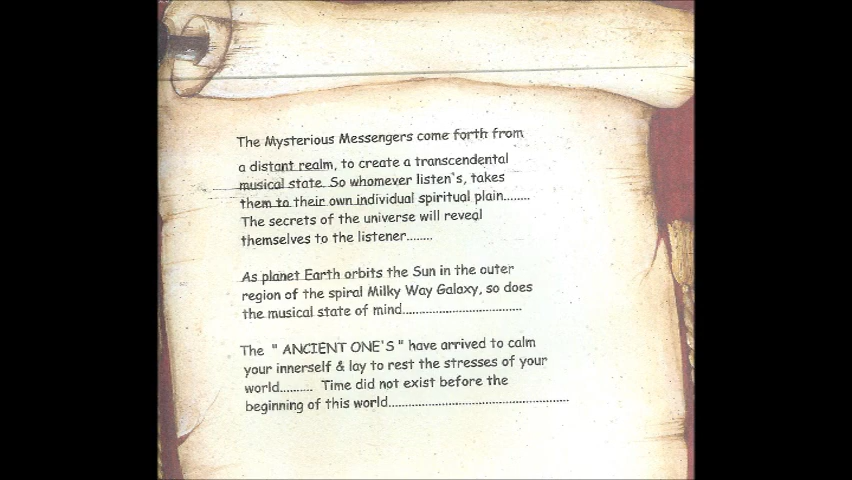 The Mysterious Messengers come forth from
a distant realm, to create a transcendental
musical state. So whomever listen`s, takes
them to their own individual spiritual plain........
The secrets of the universe will reveal
themselves to the listener........
As planet Earth orbits the Sun in the outer
region of the spiral Milky Way Galaxy, so does
the musical state of mind....................................
The " ANCIENT ONE'S " have arrived to calm
your innerself & lay to rest the stresses of your
world.......... Time did not exist before the
beginning of this world......................................................